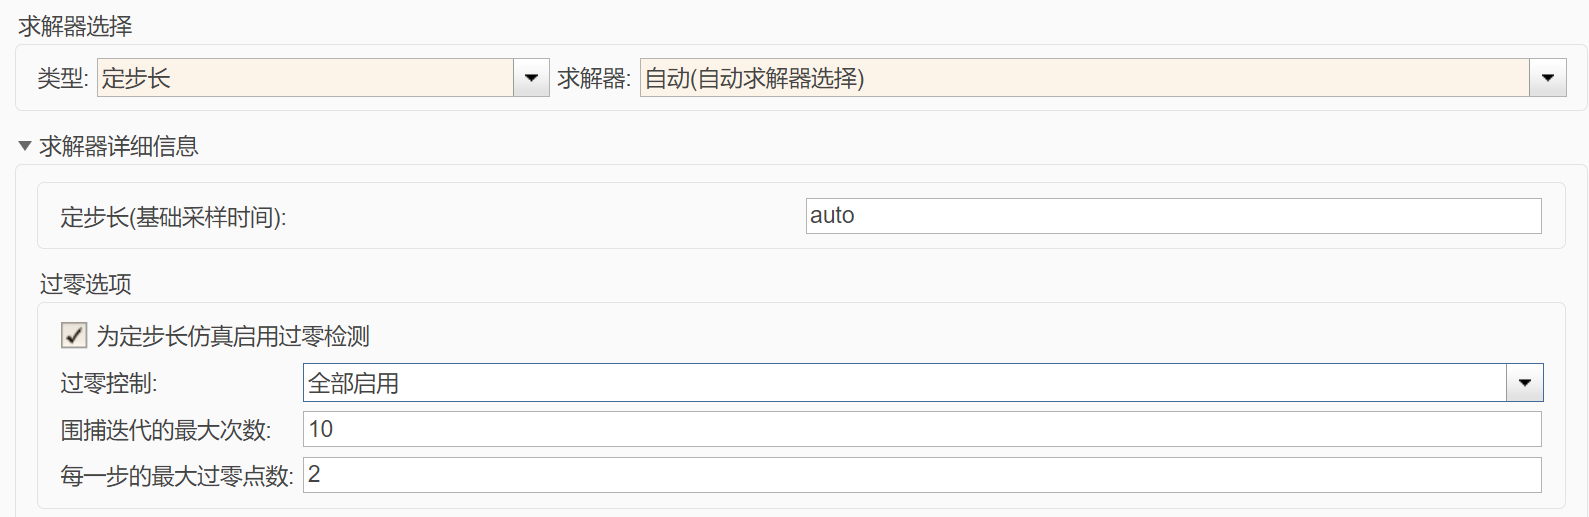 求解器选择
类型: 定步长 求解器: 自动(自动求解器选择)
求解器详细信息
定步长(基础采样时间): auto
过零选项
为定步长仿真启用过零检测
过零控制: 全部启用
围捕迭代的最大次数: 10
每一步的最大过零点数: 2